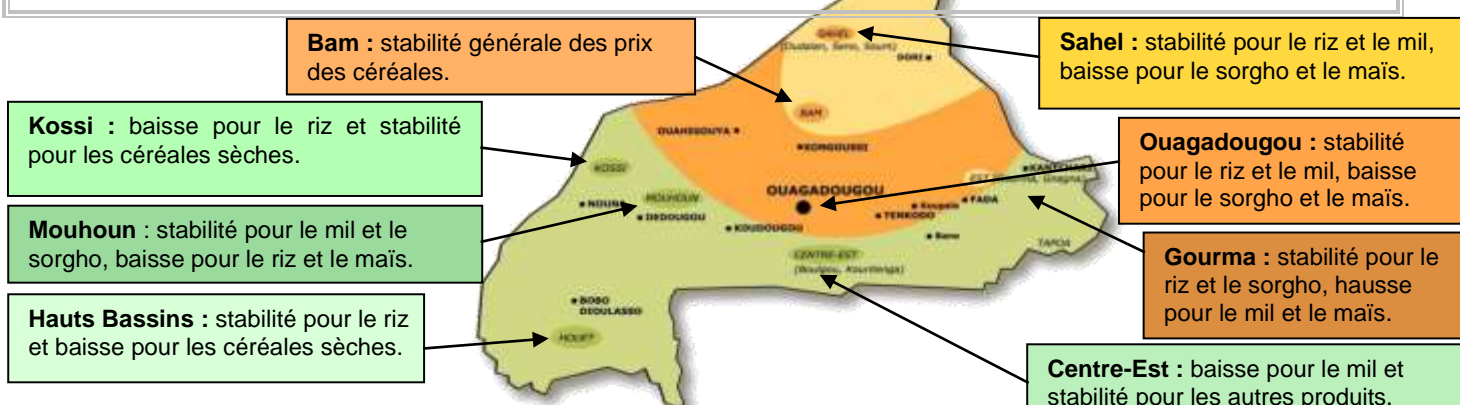 Bam : stabilité générale des prix
des céréales.
Sahel : stabilité pour le riz et le mil,
baisse pour le sorgho et le maïs.
Kossi : baisse pour le riz et stabilité
pour les céréales sèches.
Ouagadougou : stabilité
pour le riz et le mil, baisse
pour le sorgho et le maïs.
Mouhoun : stabilité pour le mil et le
sorgho, baisse pour le riz et le maïs.
Gourma : stabilité pour le
riz et le sorgho, hausse
pour le mil et le maïs.
Hauts Bassins : stabilité pour le riz
et baisse pour les céréales sèches.
Centre-Est : baisse pour le mil et
stabilité pour les autres produits.
SAHEL
DORI
BAM
OUAHIGOUYA
KONGOUSSI
KOSSI
OUAGADOUGOU
MOUHOUN
NOUNA
DEDOUGOU
KOUDOUGOU
TENKODO
Koupela
FADA
TAPOA
CENTRE-EST
BOBO
DIOULASSO
HOUET